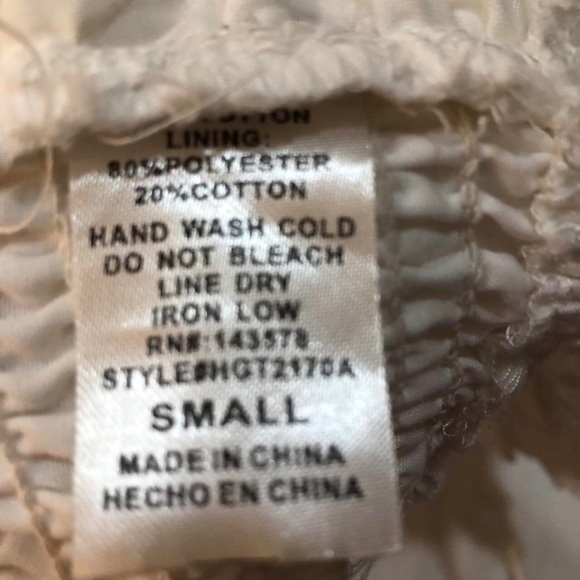 LINING:
80%POLYESTER
20%COTTON
HAND WASH COLD
DO NOT BLEACH
LINE DRY
IRON LOW
RN#:143578
STYLE#HGT2170A
SMALL
MADE IN CHINA
HECHO EN CHINA